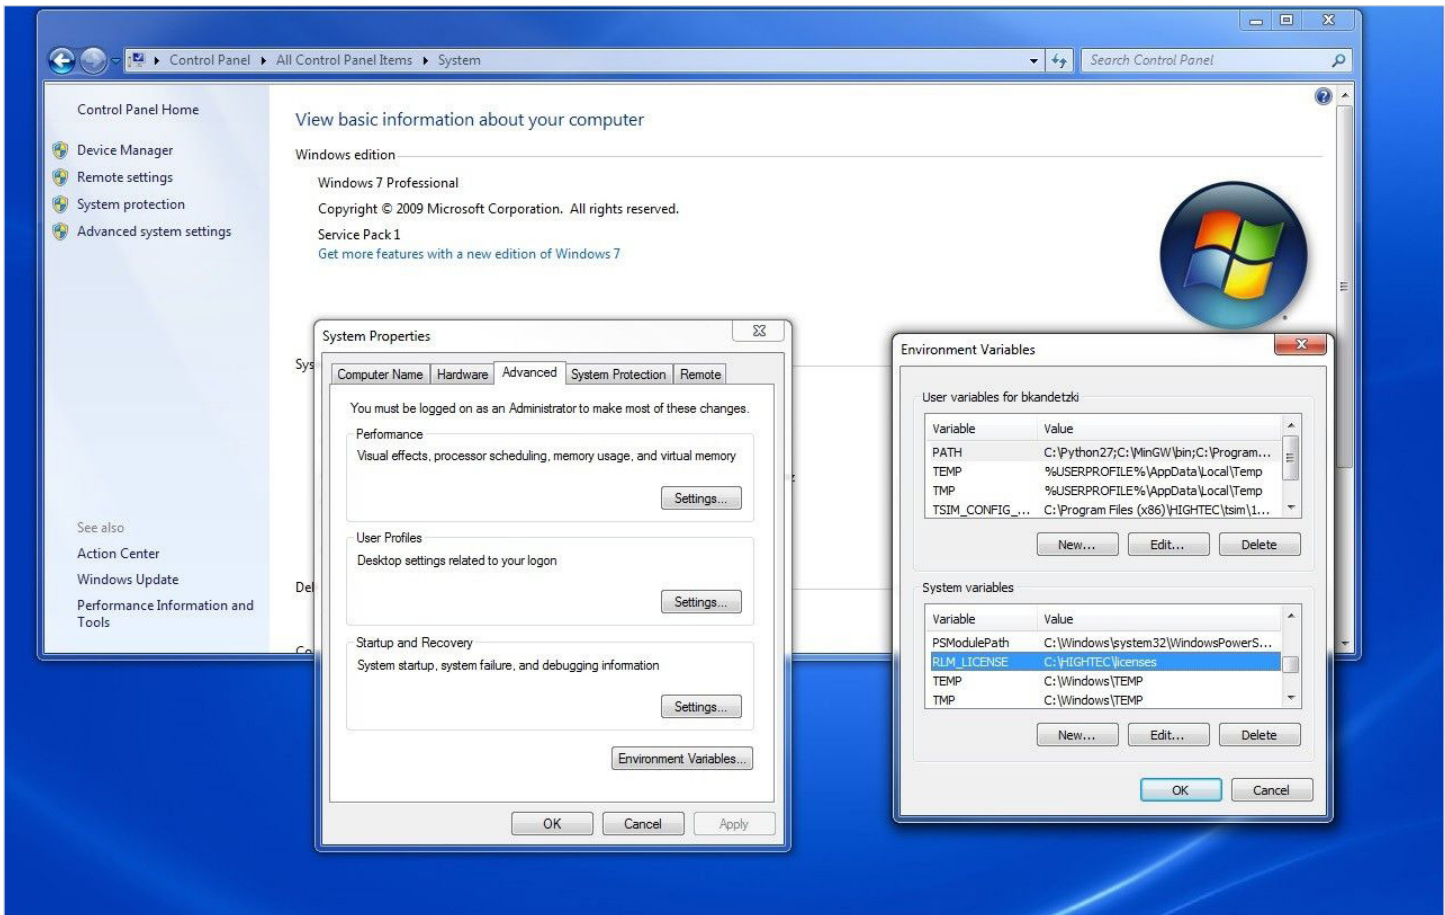 Control Panel
All Control Panel Items
System
Search Control Panel
Control Panel Home
Device Manager
Remote settings
System protection
Advanced system settings
See also
Action Center
Windows Update
Performance Information and
Tools
View basic information about your computer
Windows edition
Windows 7 Professional
Copyright © 2009 Microsoft Corporation. All rights reserved.
Service Pack 1
Get more features with a new edition of Windows 7
System Properties
Computer Name Hardware Advanced System Protection Remote
You must be logged on as an Administrator to make most of these changes.
Performance
Visual effects, processor scheduling, memory usage, and virtual memory
Settings...
User Profiles
Desktop settings related to your logon
Settings...
Startup and Recovery
System startup, system failure, and debugging information
Settings...
Environment Variables...
OK Cancel Apply
Environment Variables
User variables for bkandetzki
Variable Value
PATH C:\Python27;C:\MinGW\bin;C:\Program...
TEMP %USERPROFILE%\AppData\Local\Temp
TMP %USERPROFILE%\AppData\Local\Temp
TSIM_CONFIG_... C:\Program Files (x86)\HIGHTEC\tsim\1...
New... Edit... Delete
System variables
Variable Value
PSModulePath C:\Windows\system32\WindowsPowerS...
RLM_LICENSE C:\HIGHTEC\licenses
TEMP C:\Windows\TEMP
TMP C:\Windows\TEMP
New... Edit... Delete
OK Cancel